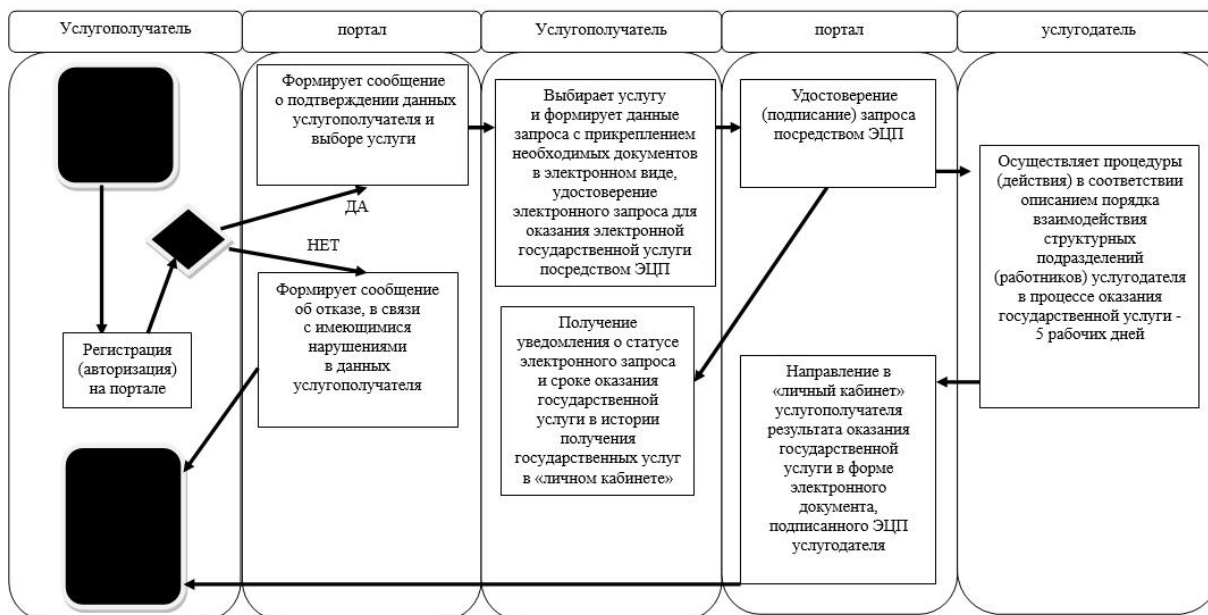 Услугополучатель
портал
Услугополучатель
портал
услугодатель
Формирует сообщение
о подтверждении данных
услугополучателя и
выборе услуги
ДА
НЕТ
Формирует сообщение
об отказе, в связи
с имеющимися
нарушениями
в данных
услугополучателя
Регистрация
(авторизация)
на портале
Выбирает услугу
и формирует данные
запроса с прикреплением
необходимых документов
в электронном виде,
удостоверение
электронного запроса для
оказания электронной
государственной услуги
посредством ЭЦП
Получение
уведомления о статусе
электронного запроса
и сроке оказания
государственной
услуги в истории
получения
государственных услуг
в «личном кабинете»
Удостоверение
(подписание) запроса
посредством ЭЦП
Направление в
«личный кабинет»
услугополучателя
результата оказания
государственной
услуги в форме
электронного
документа,
подписанного ЭЦП
услугодателя
Осуществляет процедуры
(действия) в соответствии
описанием порядка
взаимодействия
структурных
подразделений
(работников) услугодателя
в процессе оказания
государственной услуги -
5 рабочих дней